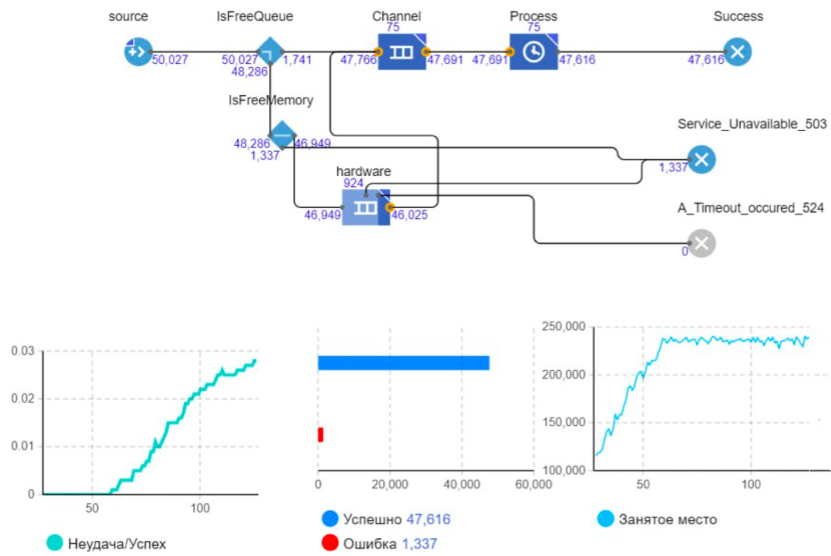 source
IsFreeQueue
Channel
Process
Success
75
75
50,027
50,027
1,741
47,766
47,691
47,691
47,616
47,616
48,286
IsFreeMemory
48,286
46,949
1,337
Service_Unavailable_503
1,337
hardware
924
46,949
46,025
A_Timeout_occured_524
0
0.03
0.02
0.01
0
50
100
Неудача/Успех
0
20,000
40,000
60,000
Успешно 47,616
Ошибка 1,337
250,000
200,000
150,000
100,000
50
100
Занятое место